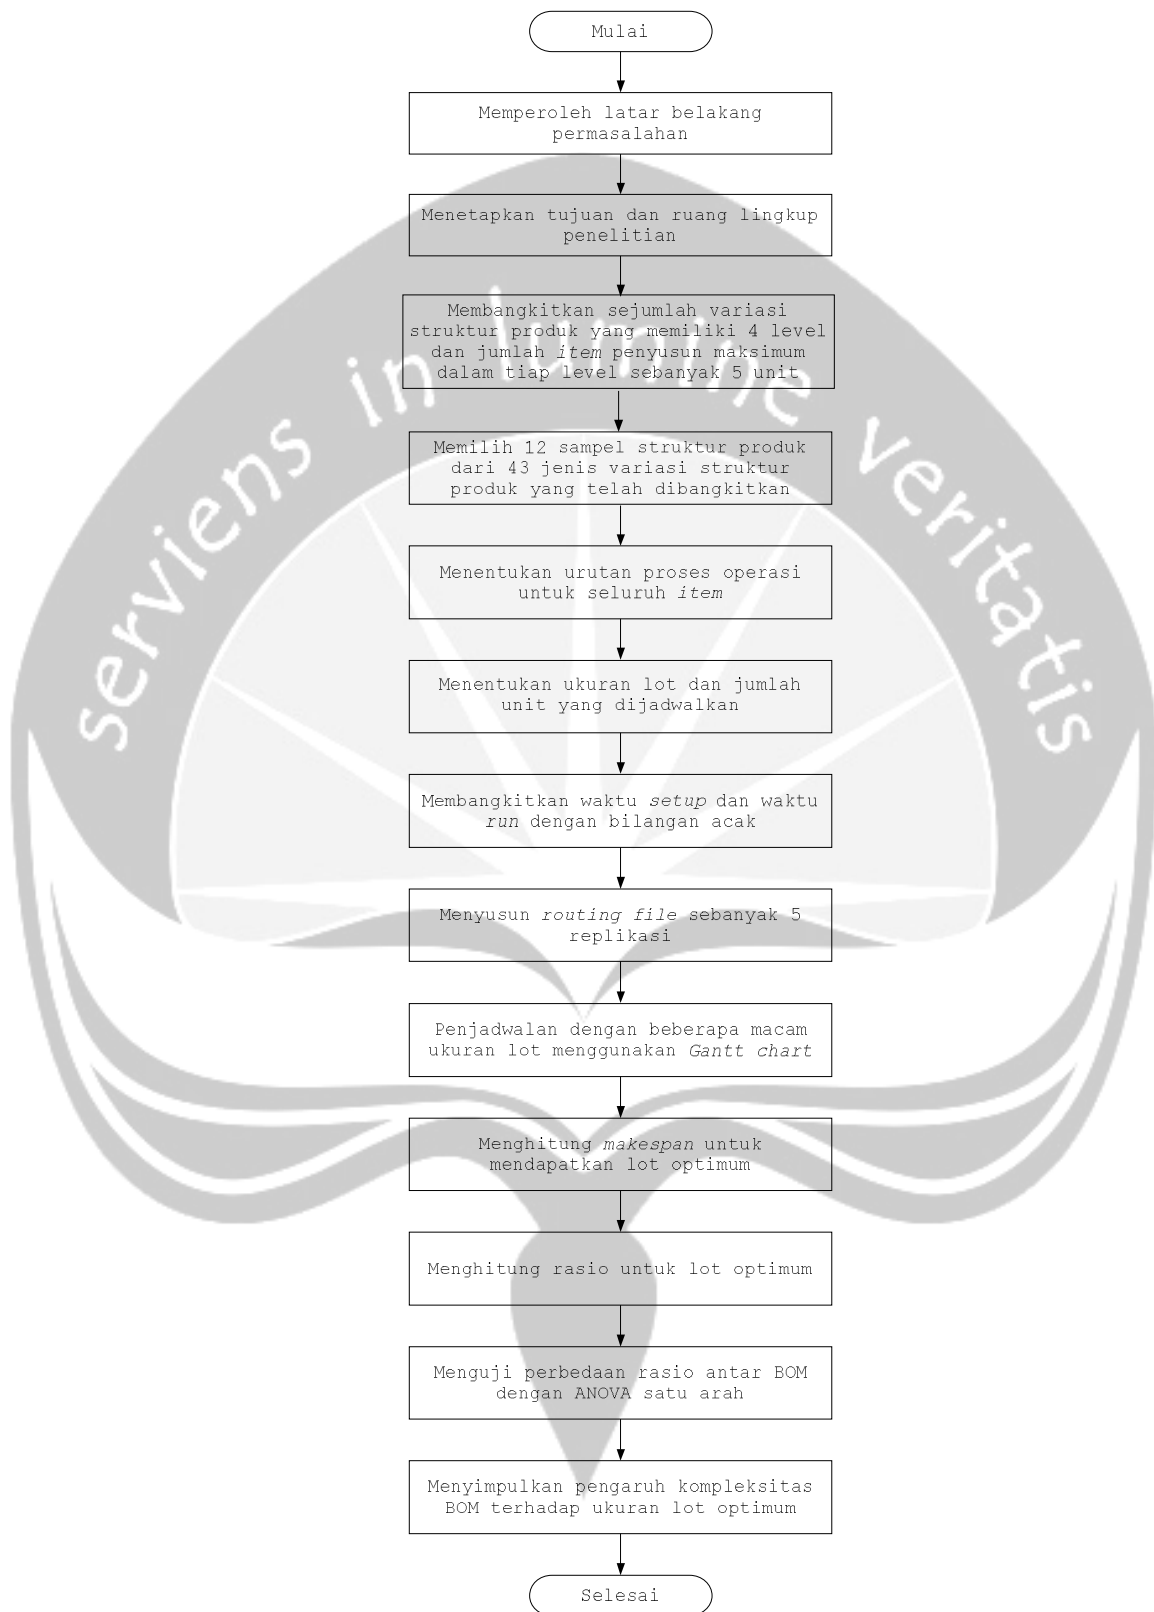 Mulai
Memperoleh latar belakang
permasalahan
Menetapkan tujuan dan ruang lingkup
penelitian
Membangkitkan sejumlah variasi
struktur produk yang memiliki 4 level
dan jumlah item penyusun maksimum
dalam tiap level sebanyak 5 unit
Memilih 12 sampel struktur produk
dari 43 jenis variasi struktur
produk yang telah dibangkitkan
Menentukan urutan proses operasi
untuk seluruh item
Menentukan ukuran lot dan jumlah
unit yang dijadwalkan
Membangkitkan waktu setup dan waktu
run dengan bilangan acak
Menyusun routing file sebanyak 5
replikasi
Penjadwalan dengan beberapa macam
ukuran lot menggunakan Gantt chart
Menghitung makespan untuk
mendapatkan lot optimum
Menghitung rasio untuk lot optimum
Menguji perbedaan rasio antar BOM
dengan ANOVA satu arah
Menyimpulkan pengaruh kompleksitas
BOM terhadap ukuran lot optimum
Selesai
serviens in lumine veritatis